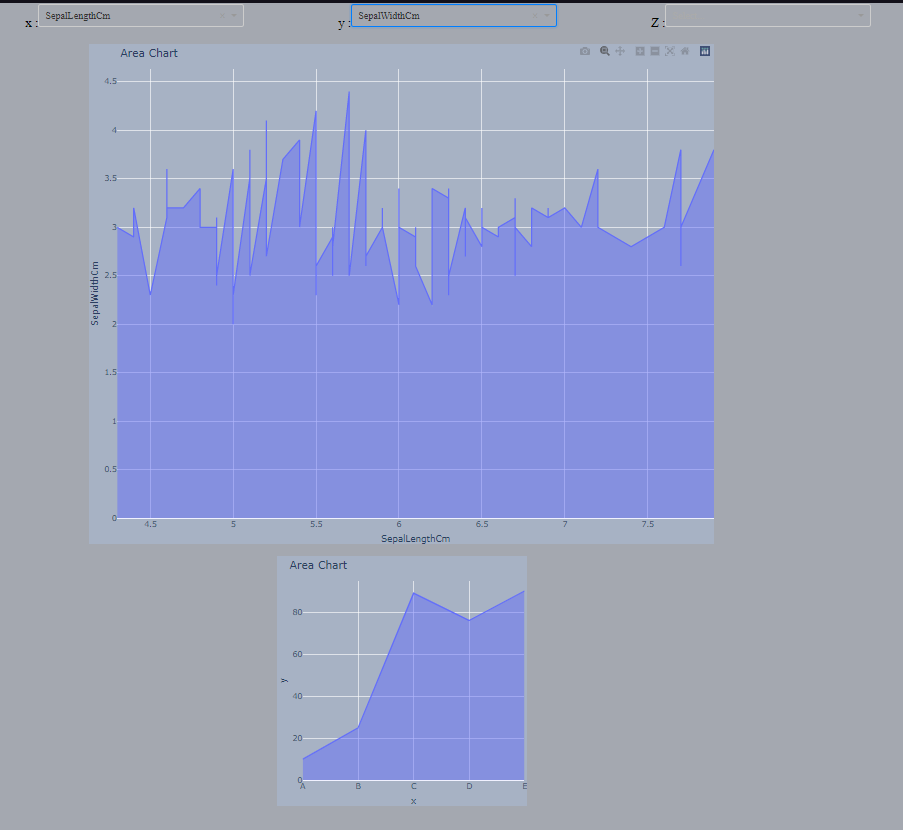 x : SepalLengthCm y : SepalWidthCm Z :
Area Chart
4.5
4
3.5
3
2.5
2
1.5
1
0.5
0
SepalWidthCm
4.5 5 5.5 6 6.5 7 7.5
SepalLengthCm
Area Chart
80
60
40
20
0
y
A B C D E
x